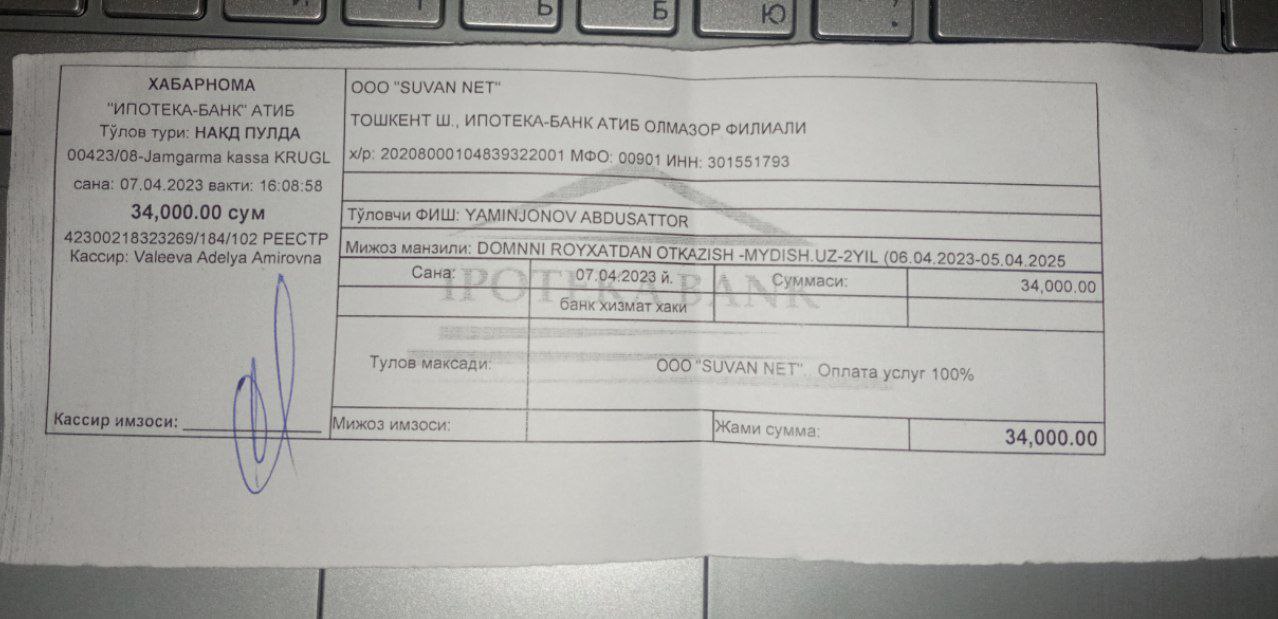 ХАБАРНОМА
"ИПОТЕКА-БАНК" АТИБ
Тўлов тури: НАКД ПУЛДА
00423/08-Jamgarma kassa KRUGL
сана: 07.04.2023 вакти: 16:08:58
34,000.00 сум
42300218323269/184/102 РЕЕСТР
Кассир: Valeeva Adelya Amirovna
Кассир имзоси:
ООО "SUVAN NET"
ТОШКЕНТ Ш., ИПОТЕКА-БАНК АТИБ ОЛМАЗОР ФИЛИАЛИ
х/р: 20208000104839322001 МФО: 00901 ИНН: 301551793
Тўловчи ФИШ: YAMINJONOV ABDUSATTOR
Мижоз манзили: DOMNNI ROYXATDAN OTKAZISH -MYDISH.UZ-2YIL (06.04.2023-05.04.2025
Сана: 07.04.2023 й. Суммаси: 34,000.00
IPOTEKA BANK
банк хизмат хаки
Тулов максади: ООО "SUVAN NET".. Оплата услуг 100%
Мижоз имзоси: Жами сумма: 34,000.00
Ь
Б
Ю